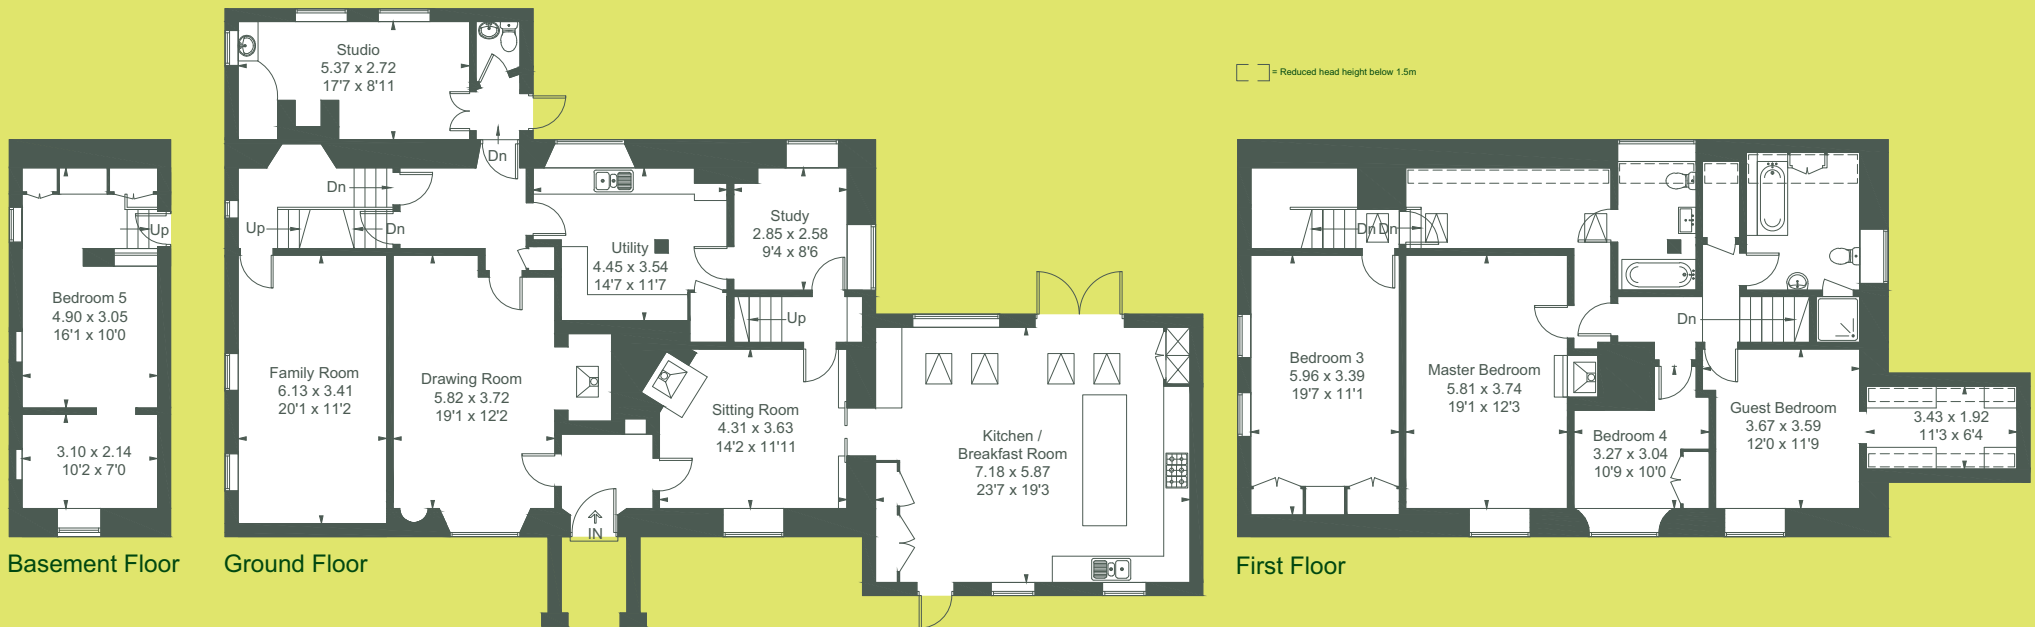 Studio
5.37 x 2.72
17'7 x 8'11
= Reduced head height below 1.5m
Dn
Dn
Up
Dn
Up
Bedroom 5
4.90 x 3.05
16'1 x 10'0
3.10 x 2.14
10'2 x 7'0
Basement Floor
Utility
4.45 x 3.54
14'7 x 11'7
Study
2.85 x 2.58
9'4 x 8'6
Up
Family Room
6.13 x 3.41
20'1 x 11'2
Drawing Room
5.82 x 3.72
19'1 x 12'2
Sitting Room
4.31 x 3.63
14'2 x 11'11
Kitchen /
Breakfast Room
7.18 x 5.87
23'7 x 19'3
IN
Ground Floor
Dn
Dn
Dn
Bedroom 3
5.96 x 3.39
19'7 x 11'1
Master Bedroom
5.81 x 3.74
19'1 x 12'3
Bedroom 4
3.27 x 3.04
10'9 x 10'0
Guest Bedroom
3.67 x 3.59
12'0 x 11'9
3.43 x 1.92
11'3 x 6'4
First Floor